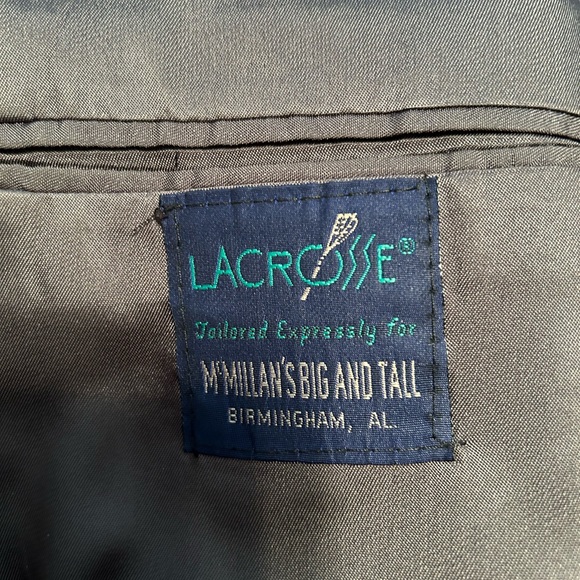 LACROSSE®
Tailored Expressly for
McMILLAN'S BIG AND TALL
BIRMINGHAM, AL.